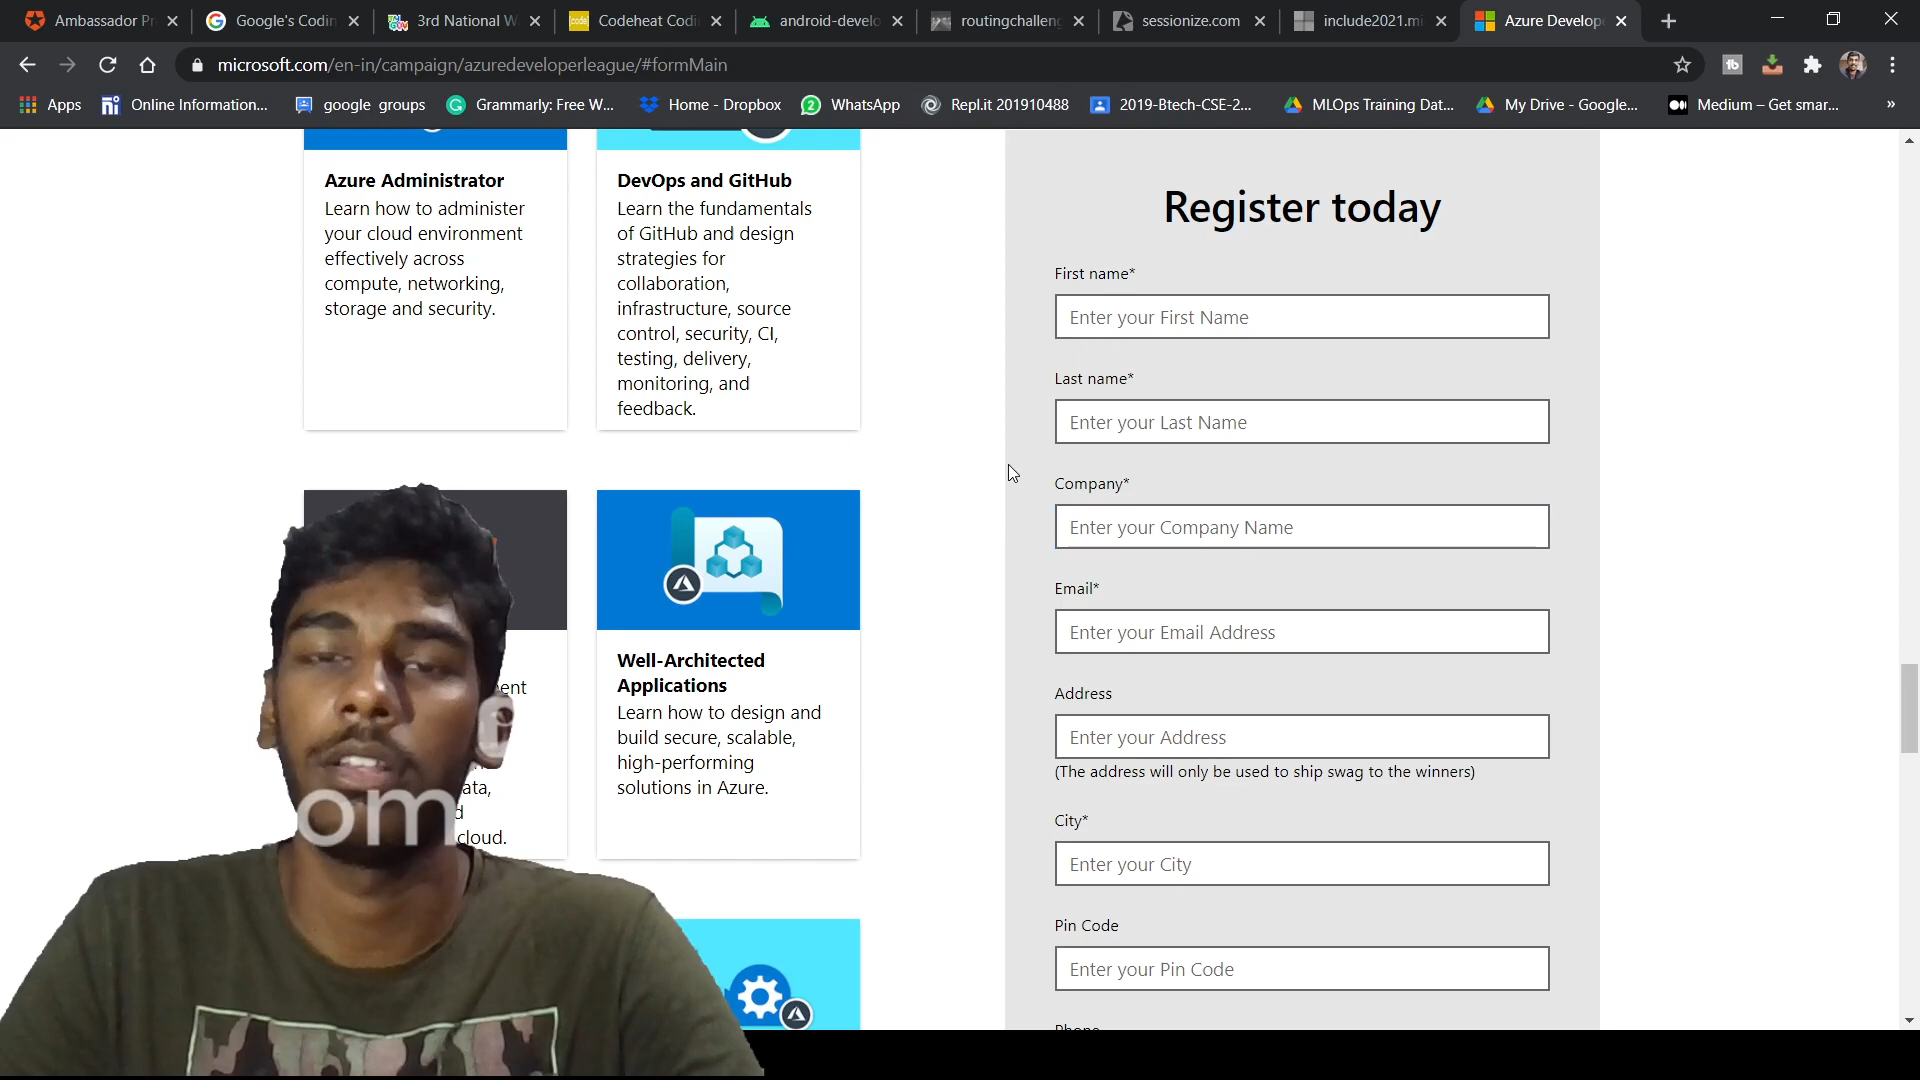 Ambassador Pr
Google's Codin
3rd National W
Codeheat Codi
android-develo
routingchalleng
sessionize.com
include2021.mi
Azure Develop
microsoft.com/en-in/campaign/azuredeveloperleague/#formMain
Apps
Online Information...
google groups
Grammarly: Free W...
Home - Dropbox
WhatsApp
Repl.it 201910488
2019-Btech-CSE-2...
MLOps Training Dat...
My Drive - Google...
Medium – Get smar...
»
Azure Administrator
Learn how to administer
your cloud environment
effectively across
compute, networking,
storage and security.
DevOps and GitHub
Learn the fundamentals
of GitHub and design
strategies for
collaboration,
infrastructure, source
control, security, CI,
testing, delivery,
monitoring, and
feedback.
ent
ata,
d
cloud.
om
Well-Architected
Applications
Learn how to design and
build secure, scalable,
high-performing
solutions in Azure.
Register today
First name*
Enter your First Name
Last name*
Enter your Last Name
Company*
Enter your Company Name
Email*
Enter your Email Address
Address
Enter your Address
(The address will only be used to ship swag to the winners)
City*
Enter your City
Pin Code
Enter your Pin Code
Phone